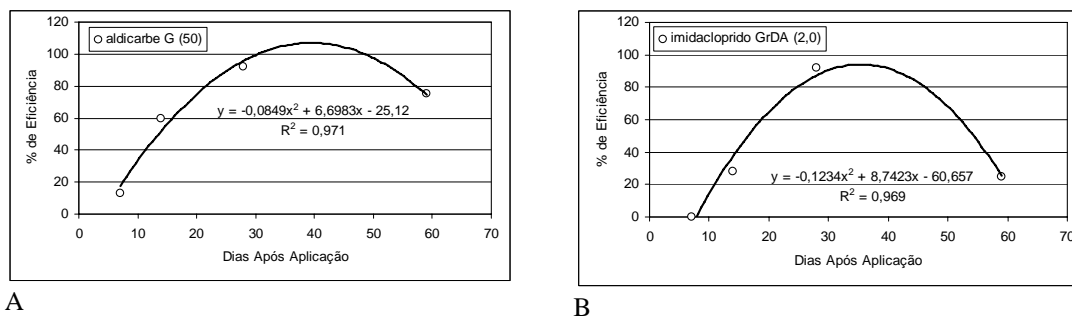 aldicarbe G (50)
% de Eficiência
120
100
80
60
40
20
0
y = -0,0849x² + 6,6983x - 25,12
R² = 0,971
0 10 20 30 40 50 60 70
Dias Após Aplicação
A
imidacloprido GrDA (2,0)
% de Eficiência
120
100
80
60
40
20
0
y = -0,1234x² + 8,7423x - 60,657
R² = 0,969
0 10 20 30 40 50 60 70
Dias Após Aplicação
B